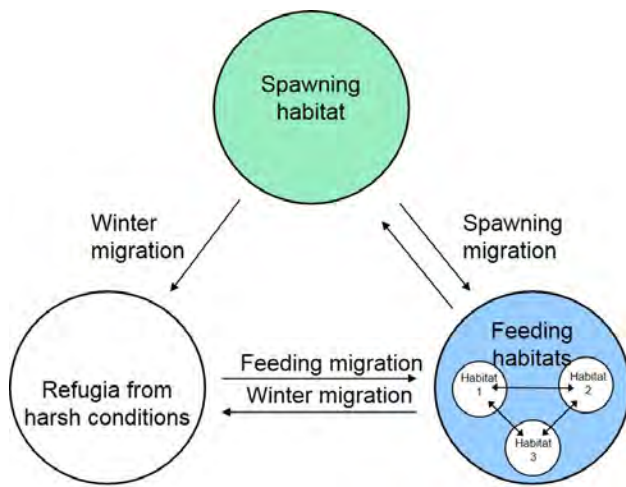 Spawning
habitat
Winter
migration
Spawning
migration
Feeding
habitats
Habitat
1
Habitat
2
Habitat
3
Feeding migration
Winter migration
Refugia from
harsh conditions